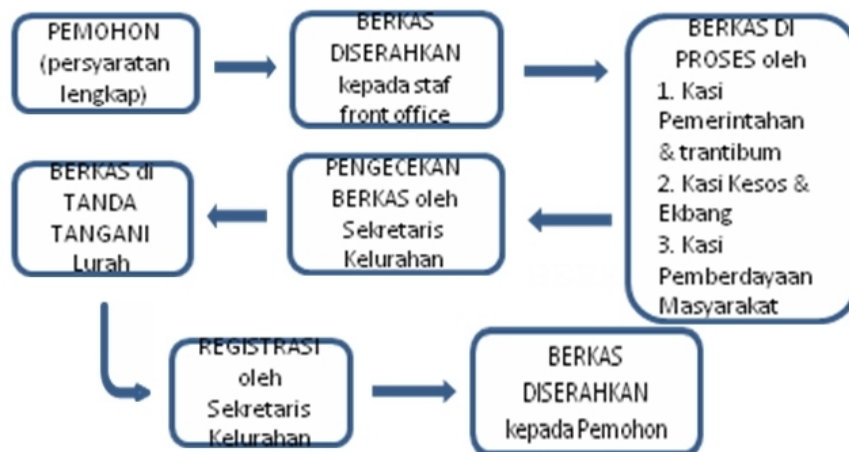 PEMOHON
(persyaratan
lengkap)
BERKAS
DISERAHKAN
kepada staf
front office
BERKAS DI
PROSES oleh
1. Kasi
Pemerintahan
& trantibum
2. Kasi Kesos &
Ekbang
3. Kasi
Pemberdayaan
Masyarakat
PENGECEKAN
BERKAS oleh
Sekretaris
Kelurahan
BERKAS di
TANDA
TANGANI
Lurah
REGISTRASI
oleh
Sekretaris
Kelurahan
BERKAS
DISERAHKAN
kepada Pemohon